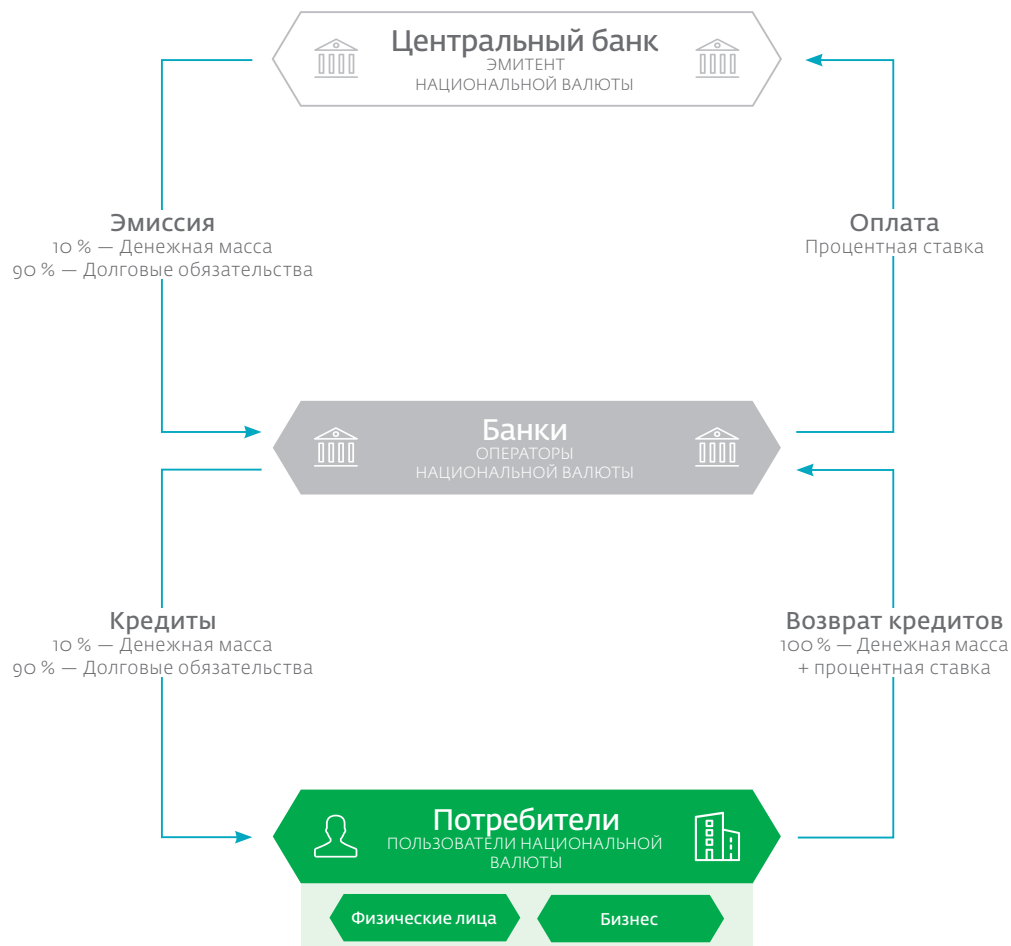 Центральный банк
ЭМИТЕНТ
НАЦИОНАЛЬНОЙ ВАЛЮТЫ
Эмиссия
10 % — Денежная масса
90 % — Долговые обязательства
Оплата
Процентная ставка
Банки
ОПЕРАТОРЫ
НАЦИОНАЛЬНОЙ ВАЛЮТЫ
Кредиты
10 % — Денежная масса
90 % — Долговые обязательства
Возврат кредитов
100 % — Денежная масса
+ процентная ставка
Потребители
ПОЛЬЗОВАТЕЛИ НАЦИОНАЛЬНОЙ
ВАЛЮТЫ
Физические лица
Бизнес